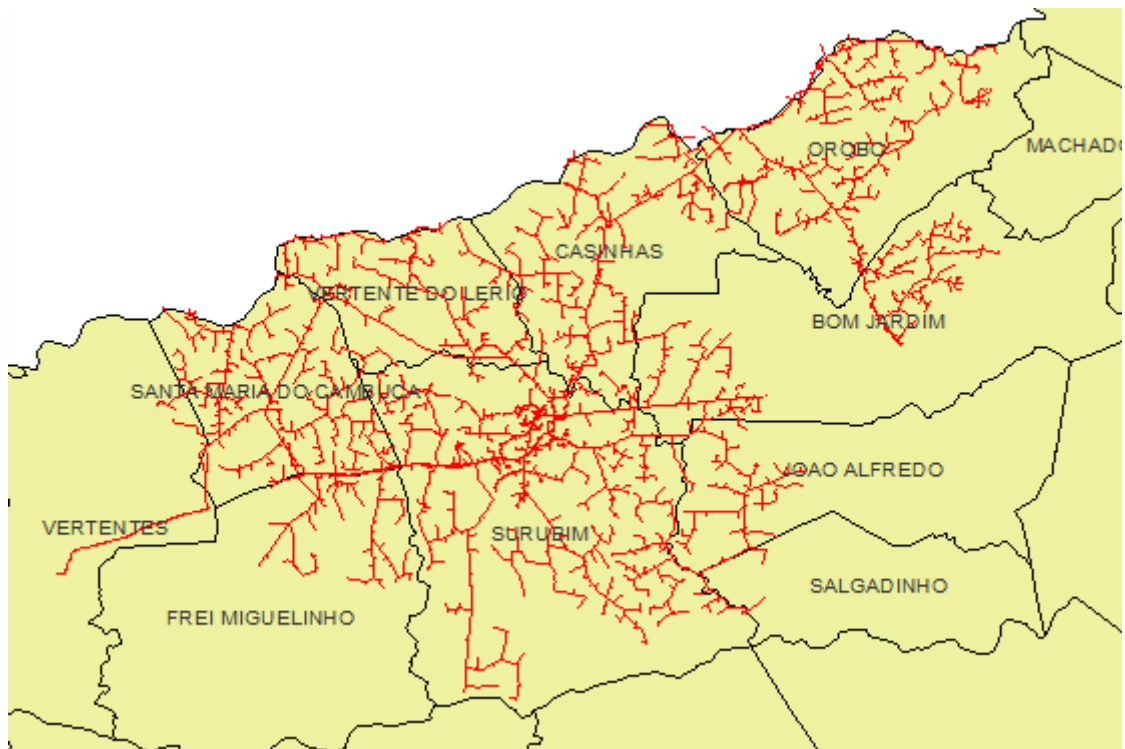 OROBO
MACHADO
CASINHAS
VERTENTE DO LERIO
BOM JARDIM
SANTA MARIA DO CAMBUCA
JOAO ALFREDO
VERTENTES
SURUBIM
SALGADINHO
FREI MIGUELINHO